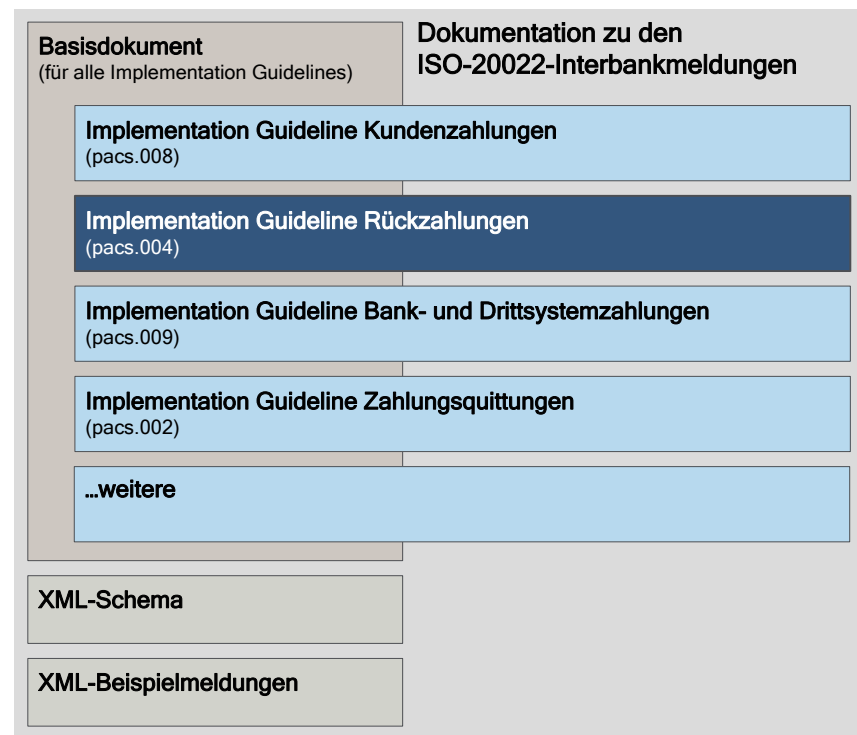 Basisdokument
(für alle Implementation Guidelines)
Dokumentation zu den
ISO-20022-Interbankmeldungen
Implementation Guideline Kundenzahlungen
(pacs.008)
Implementation Guideline Rückzahlungen
(pacs.004)
Implementation Guideline Bank- und Drittsystemzahlungen
(pacs.009)
Implementation Guideline Zahlungsquittungen
(pacs.002)
…weitere
XML-Schema
XML-Beispielmeldungen